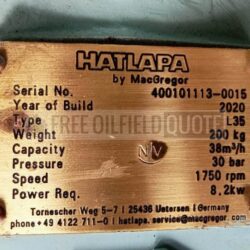 HATLAPA
by MacGregor
Serial No. 400101113-0015
Year of Build 2020
Type L35
FREE OILFIELD QUOTE
Weight 200 kg
Capacity 38m³/h
Pressure 30 bar
Speed 1750 rpm
Power Req. 8,2kw
Tornescher Weg 5-7 | 25436 Uetersen | Germany
phone +49 4122 711-0 | hatlapa.service@macgregor.com